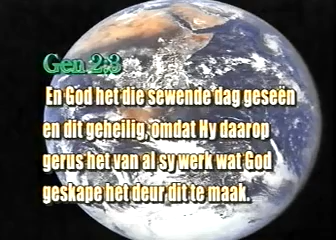 Gen 2:3
En God het die sewende dag geseën
en dit geheilig, omdat Hy daarop
gerus het van al sy werk wat God
geskape het deur dit te maak.